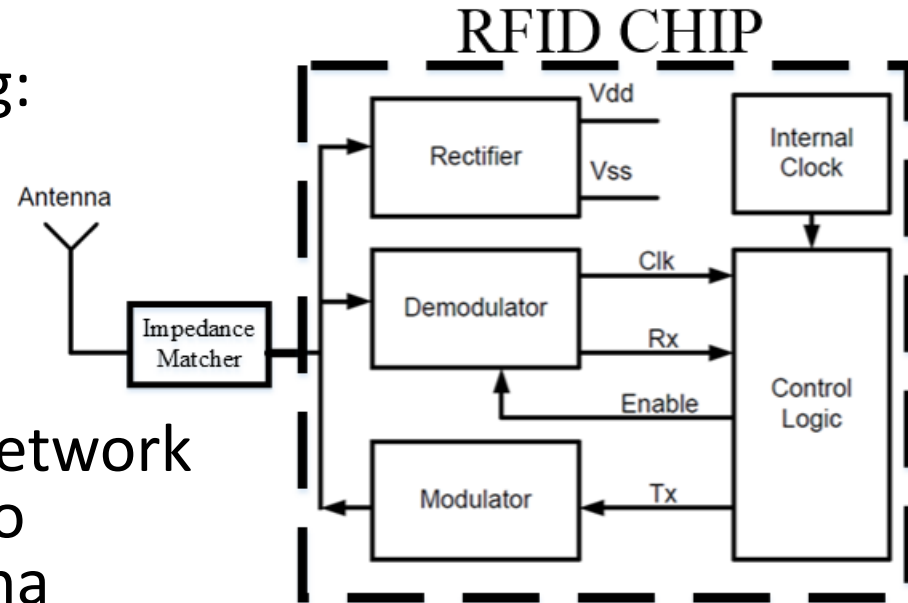 RFID CHIP
g:
Antenna
Impedance
Matcher
Rectifier
Vdd
Vss
Internal
Clock
Demodulator
Clk
Rx
Enable
Control
Logic
Modulator
Tx
etwork
o
na